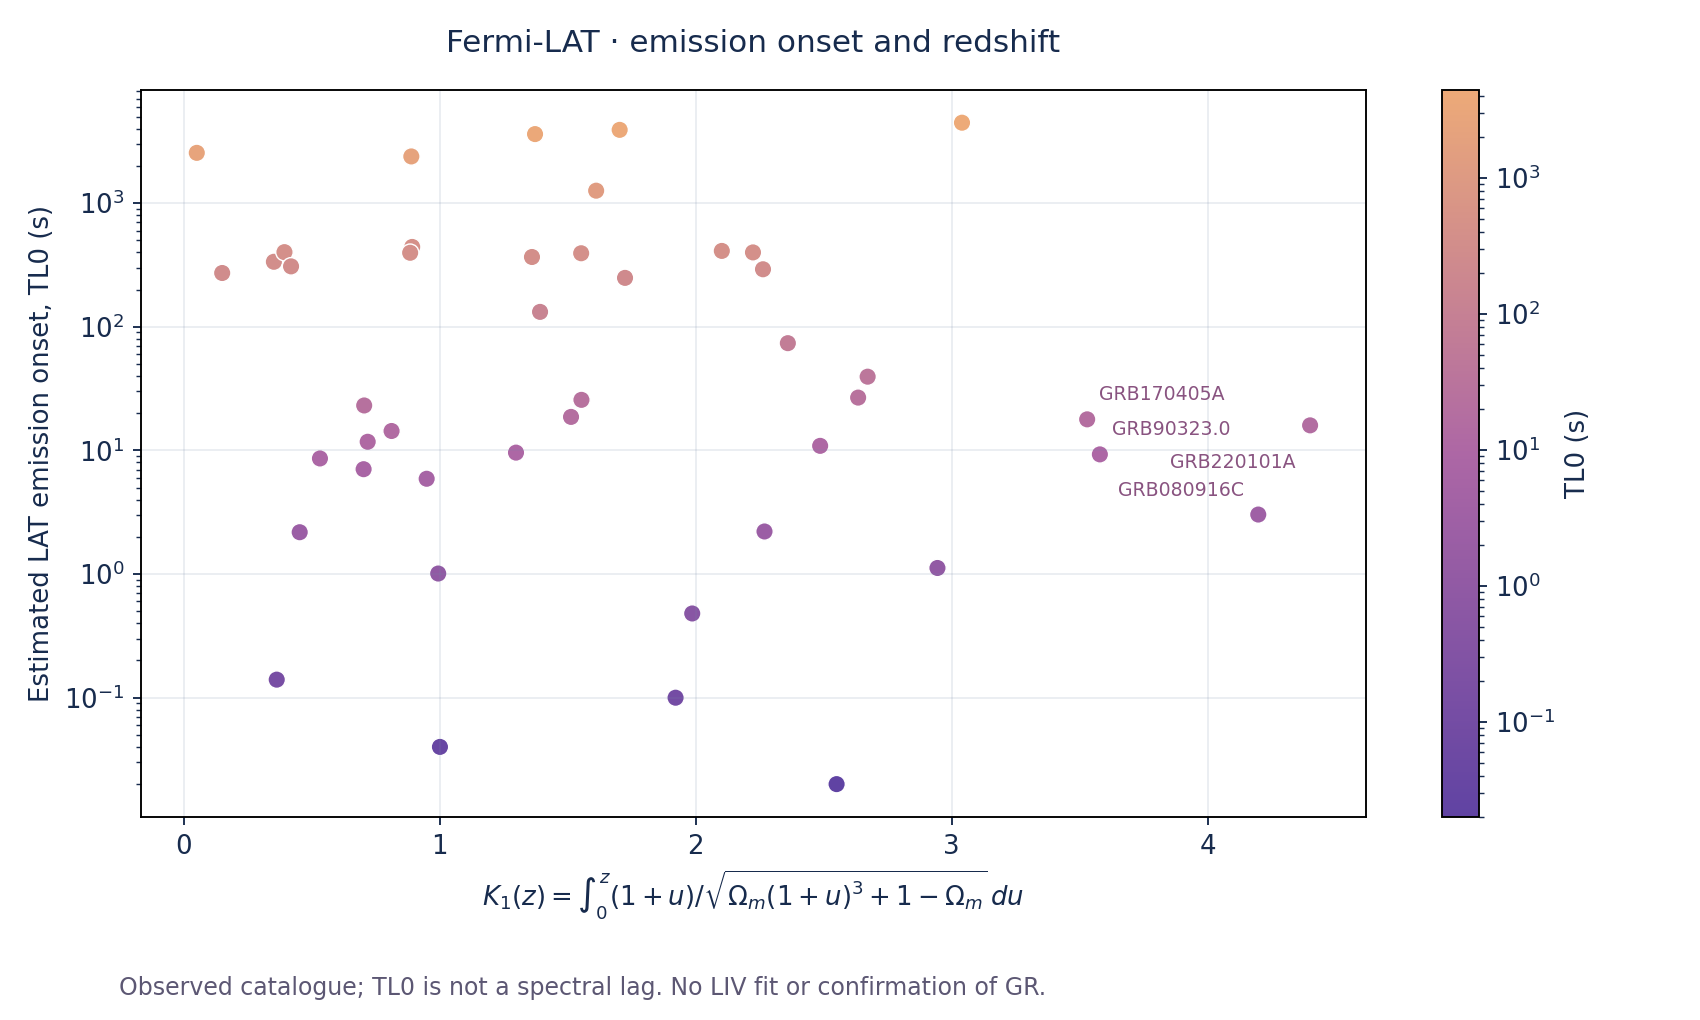 Fermi-LAT · emission onset and redshift
Estimated LAT emission onset, TL0 (s)
10³
10²
10¹
10⁰
10⁻¹
GRB170405A
GRB90323.0
GRB220101A
GRB080916C
0 1 2 3 4
K₁(z) = ∫₀ᶻ(1 + u)/√Ωₘ(1 + u)³ + 1 − Ωₘ du
10³
10²
10¹
10⁰
10⁻¹
TL0 (s)
Observed catalogue; TL0 is not a spectral lag. No LIV fit or confirmation of GR.